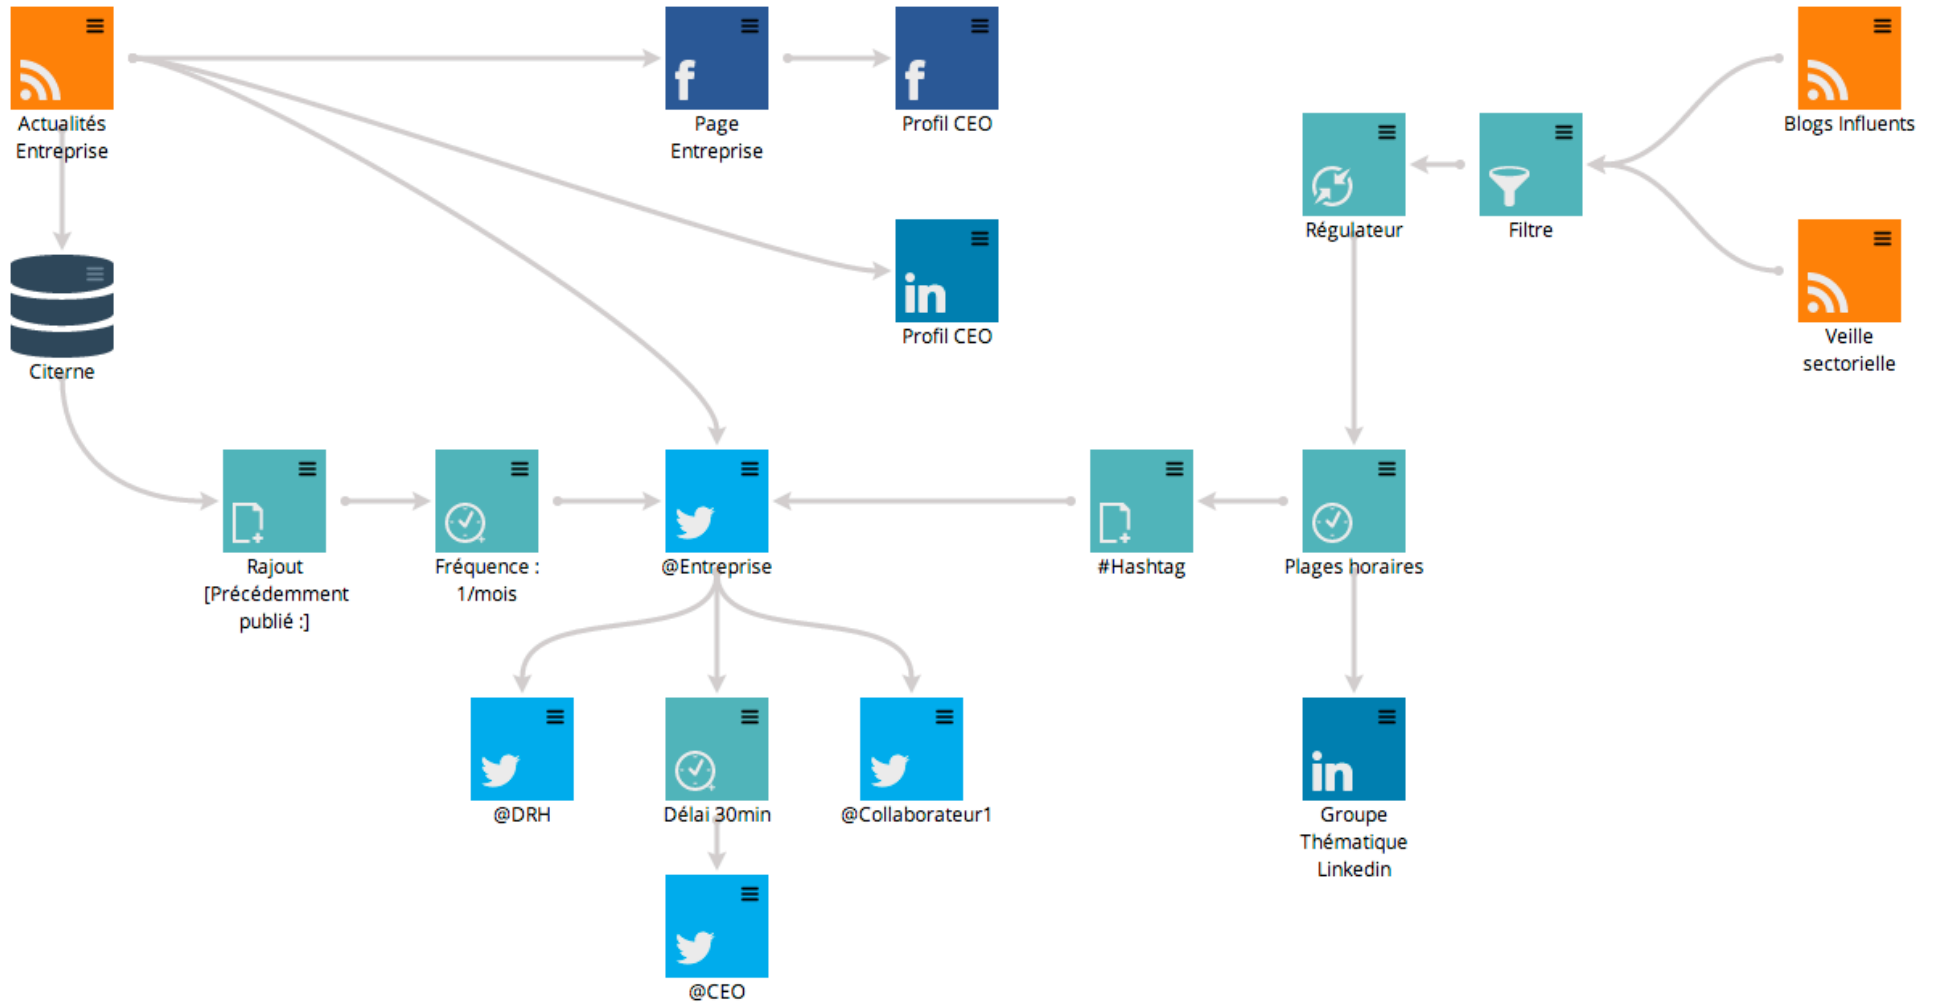 Actualités
Entreprise
Page
Entreprise
Profil CEO
Blogs Influents
Régulateur
Filtre
Profil CEO
Veille
sectorielle
Citerne
Rajout
[Précédemment
publié :]
Fréquence :
1/mois
@Entreprise
#Hashtag
Plages horaires
@DRH
Délai 30min
@Collaborateur1
Groupe
Thématique
Linkedin
@CEO